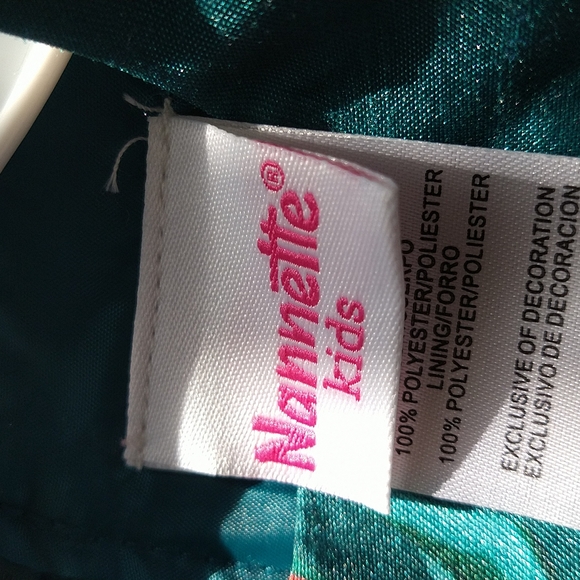 Nannette®
kids
100% POLYESTER/POLIESTER
LINING/FORRO
100% POLYESTER/POLIESTER
EXCLUSIVE OF DECORATION
EXCLUSIVO DE DECORACION